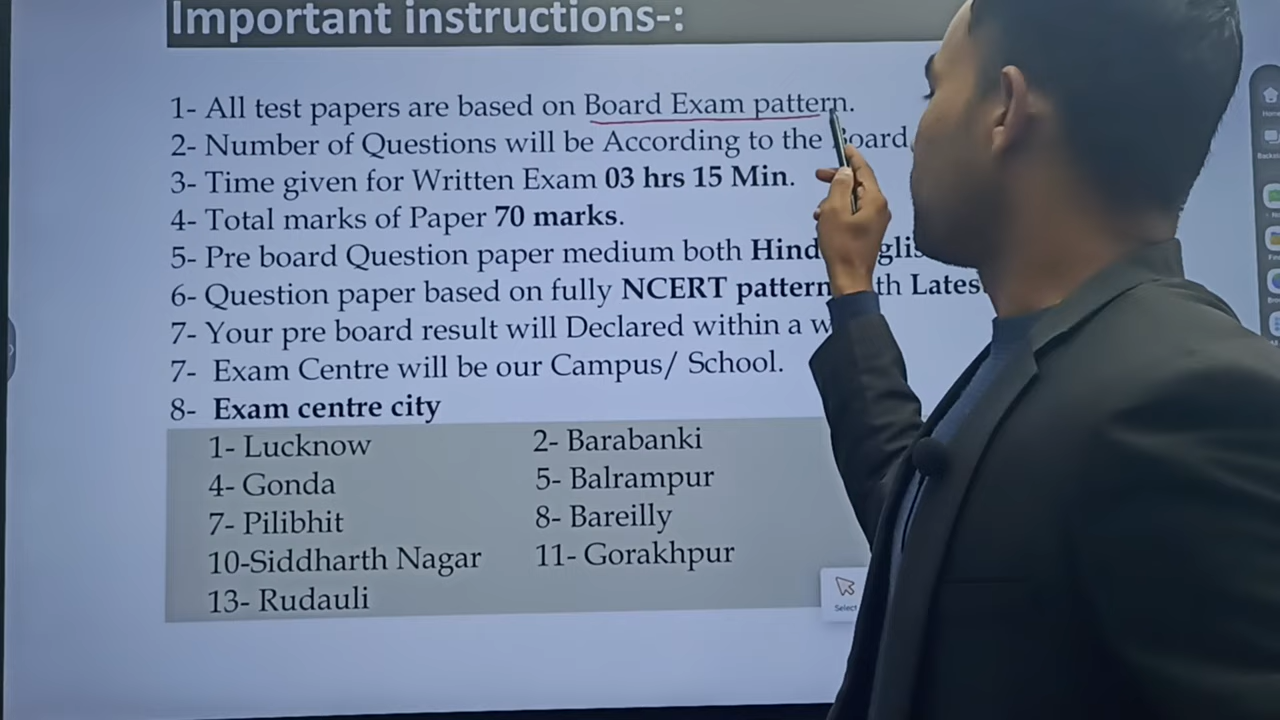 Important instructions-:
1- All test papers are based on Board Exam pattern.
2- Number of Questions will be According to the Board
3- Time given for Written Exam 03 hrs 15 Min.
4- Total marks of Paper 70 marks.
5- Pre board Question paper medium both
6- Question paper based on fully NCERT pattern
7- Your pre board result will Declared within a
7- Exam Centre will be our Campus/ School.
8- Exam centre city
1- Lucknow 2- Barabanki
4- Gonda 5- Balrampur
7- Pilibhit 8- Bareilly
10-Siddharth Nagar 11- Gorakhpur
13- Rudauli
Select